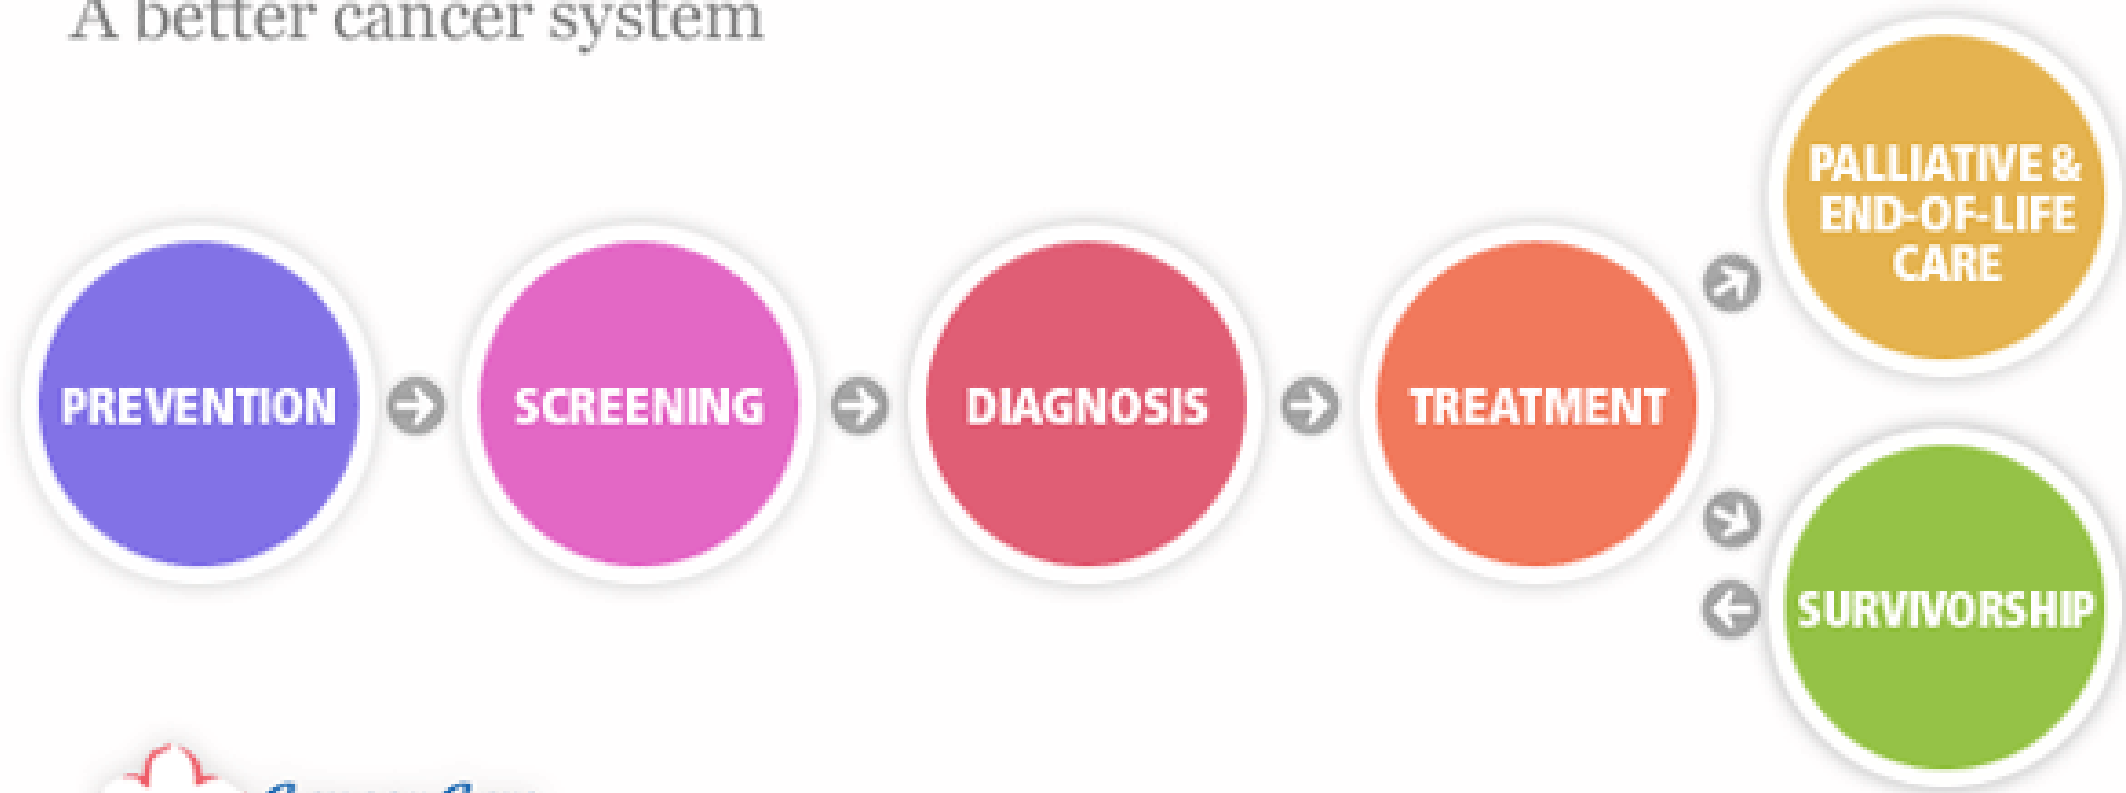 A better cancer system
PALLIATIVE &
END-OF-LIFE
CARE
PREVENTION
SCREENING
DIAGNOSIS
TREATMENT
SURVIVORSHIP